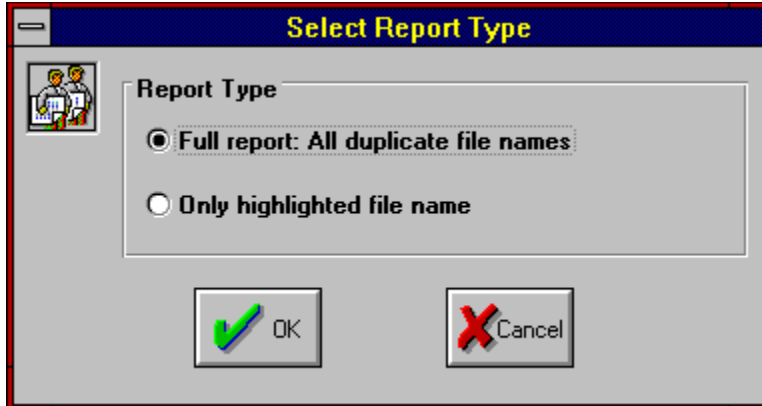 Select Report Type
Report Type
Full report: All duplicate file names
Only highlighted file name
OK
Cancel